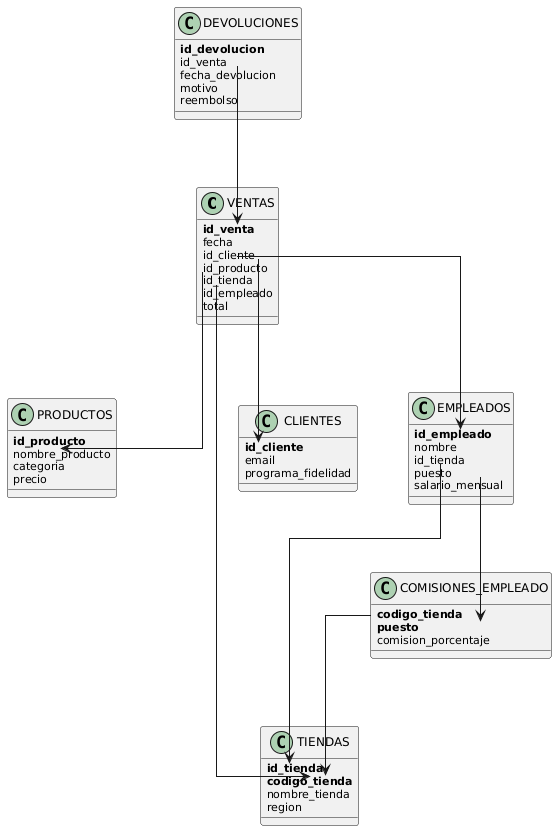 C DEVOLUCIONES
id_devolucion
id_venta
fecha_devolucion
motivo
reembolso
C VENTAS
id_venta
fecha
id_cliente
id_producto
id_tienda
id_empleado
total
C PRODUCTOS
id_producto
nombre_producto
categoria
precio
C CLIENTES
id_cliente
email
programa_fidelidad
C EMPLEADOS
id_empleado
nombre
id_tienda
puesto
salario_mensual
C COMISIONES_EMPLEADO
codigo_tienda
puesto
comision_porcentaje
C TIENDAS
id_tienda
codigo_tienda
nombre_tienda
region